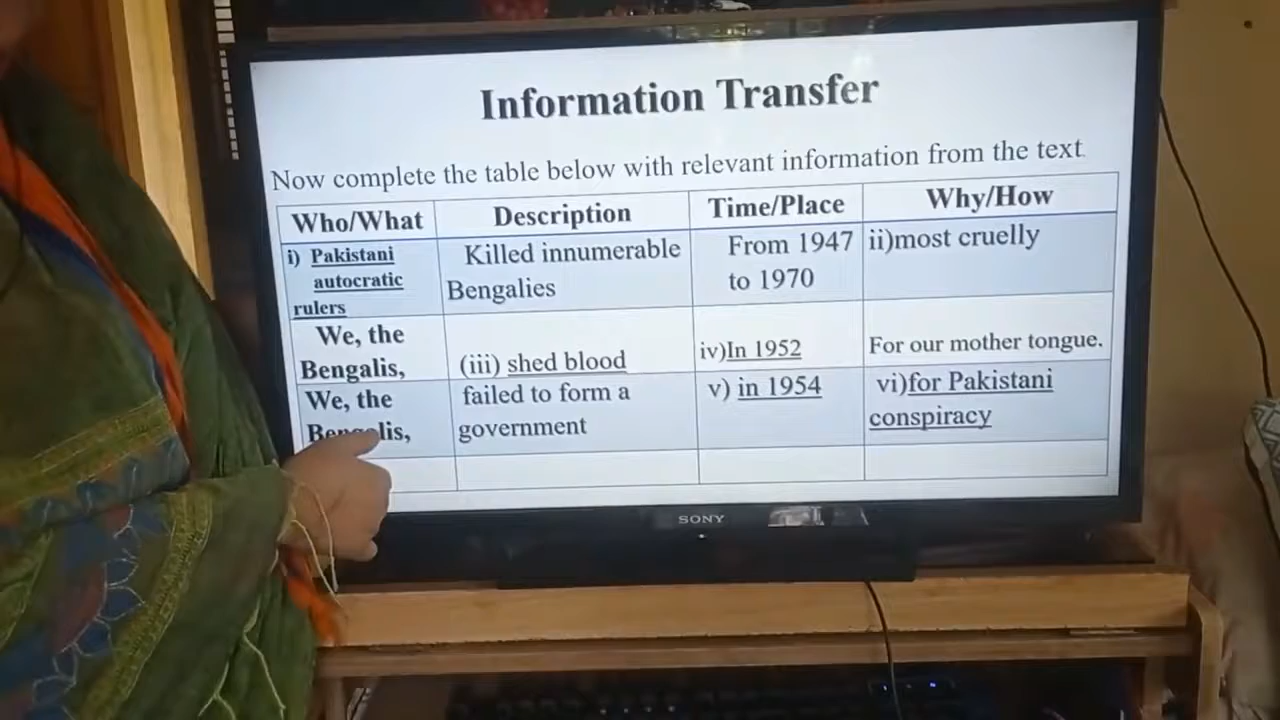 Information Transfer
Now complete the table below with relevant information from the text.
Who/What Description Time/Place Why/How
i) Pakistani
autocratic
rulers
Killed innumerable
Bengalies
From 1947
to 1970
ii)most cruelly
We, the
Bengalis,
(iii) shed blood
iv)In 1952
For our mother tongue.
We, the
Bengalis,
failed to form a
government
v) in 1954
vi)for Pakistani
conspiracy
SONY